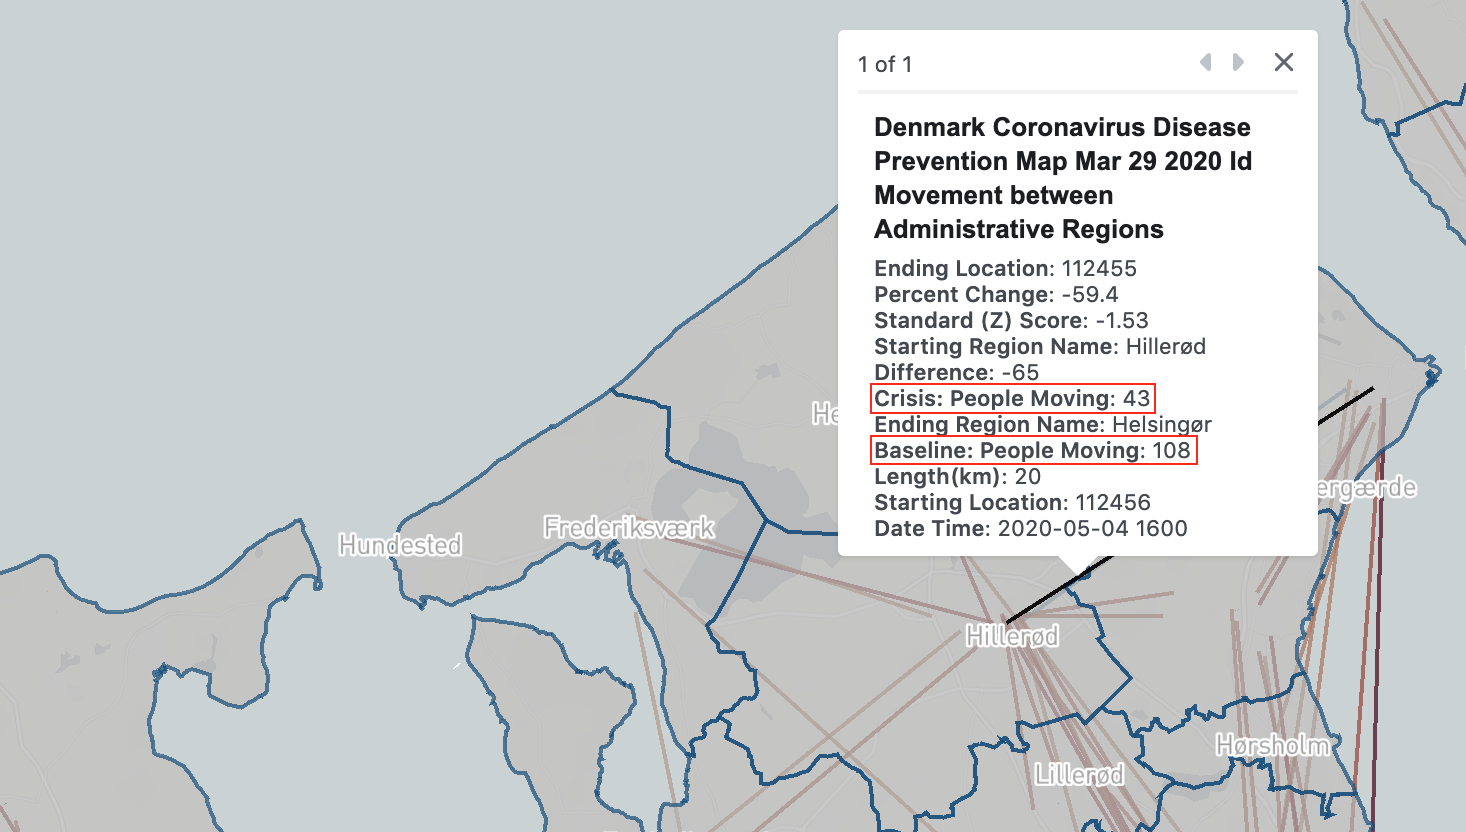 1 of 1
Denmark Coronavirus Disease
Prevention Map Mar 29 2020 Id
Movement between
Administrative Regions
Ending Location: 112455
Percent Change: -59.4
Standard (Z) Score: -1.53
Starting Region Name: Hillerød
Difference: -65
Crisis: People Moving: 43
Ending Region Name: Helsingør
Baseline: People Moving: 108
Length(km): 20
Starting Location: 112456
Date Time: 2020-05-04 1600
He
ergærde
Frederiksværk
Hundested
Hillerød
Hørsholm
Lillerød